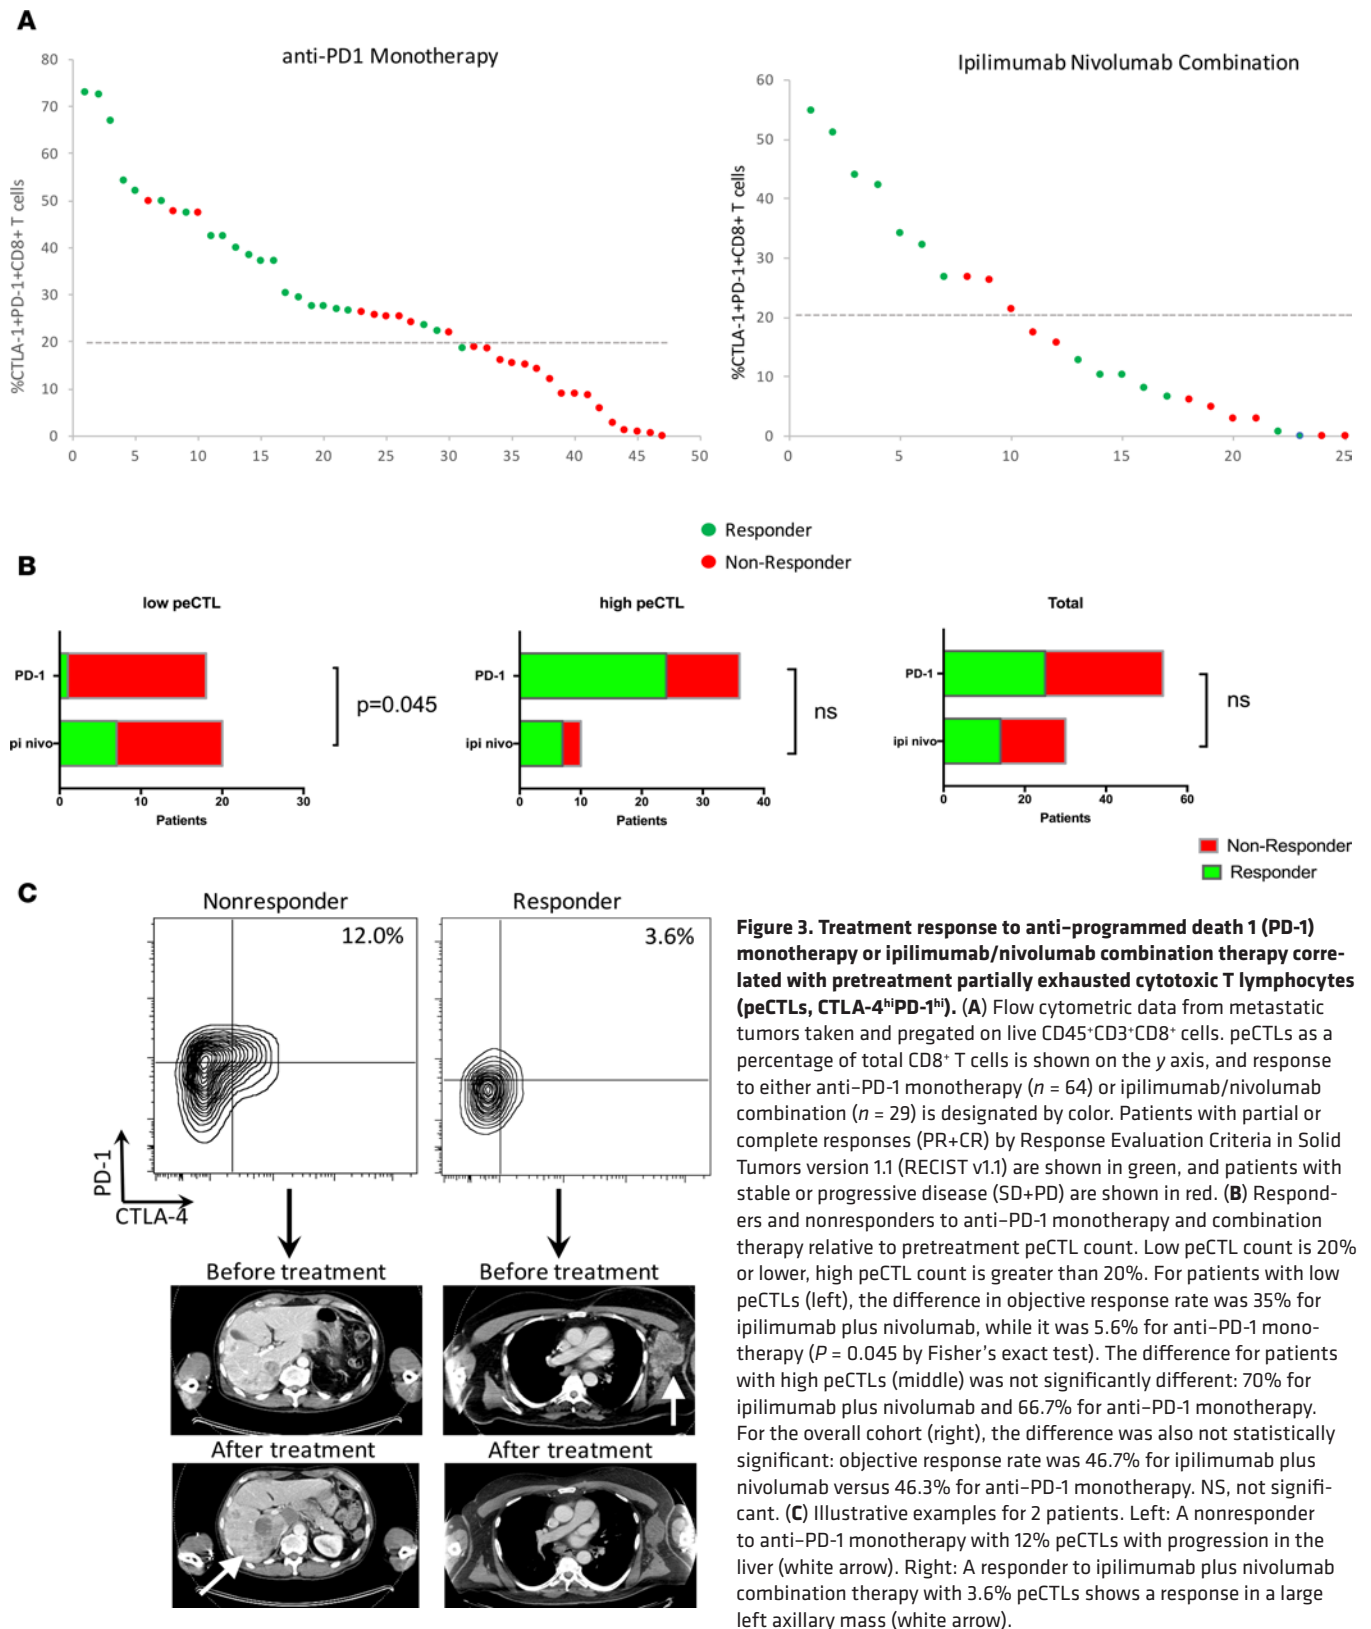 A
anti-PD1 Monotherapy
%CTLA-1+PD-1+CD8+ T cells
80
70
60
50
40
30
20
10
0
0 5 10 15 20 25 30 35 40 45 50
Ipilimumab Nivolumab Combination
%CTLA-1+PD-1+CD8+ T cells
60
50
40
30
20
10
0
0 5 10 15 20 25
Responder
Non-Responder
B
low peCTL
PD-1
pi nivo
0 10 20 30
Patients
p=0.045
high peCTL
PD-1
ipi nivo
0 10 20 30 40
Patients
ns
Total
PD-1
ipi nivo
0 20 40 60
Patients
ns
Non-Responder
Responder
C
Nonresponder
12.0%
Responder
3.6%
PD-1
CTLA-4
Before treatment
Before treatment
After treatment
After treatment
Figure 3. Treatment response to anti–programmed death 1 (PD-1)
monotherapy or ipilimumab/nivolumab combination therapy corre-
lated with pretreatment partially exhausted cytotoxic T lymphocytes
(peCTLs, CTLA-4hiPD-1hi). (A) Flow cytometric data from metastatic
tumors taken and pregated on live CD45+CD3+CD8+ cells. peCTLs as a
percentage of total CD8+ T cells is shown on the y axis, and response
to either anti–PD-1 monotherapy (n = 64) or ipilimumab/nivolumab
combination (n = 29) is designated by color. Patients with partial or
complete responses (PR+CR) by Response Evaluation Criteria in Solid
Tumors version 1.1 (RECIST v1.1) are shown in green, and patients with
stable or progressive disease (SD+PD) are shown in red. (B) Respond-
ers and nonresponders to anti–PD-1 monotherapy and combination
therapy relative to pretreatment peCTL count. Low peCTL count is 20%
or lower, high peCTL count is greater than 20%. For patients with low
peCTLs (left), the difference in objective response rate was 35% for
ipilimumab plus nivolumab, while it was 5.6% for anti–PD-1 mono-
therapy (P = 0.045 by Fisher's exact test). The difference for patients
with high peCTLs (middle) was not significantly different: 70% for
ipilimumab plus nivolumab and 66.7% for anti–PD-1 monotherapy.
For the overall cohort (right), the difference was also not statistically
significant: objective response rate was 46.7% for ipilimumab plus
nivolumab versus 46.3% for anti–PD-1 monotherapy. NS, not signifi-
cant. (C) Illustrative examples for 2 patients. Left: A nonresponder
to anti–PD-1 monotherapy with 12% peCTLs with progression in the
liver (white arrow). Right: A responder to ipilimumab plus nivolumab
combination therapy with 3.6% peCTLs shows a response in a large
left axillary mass (white arrow).